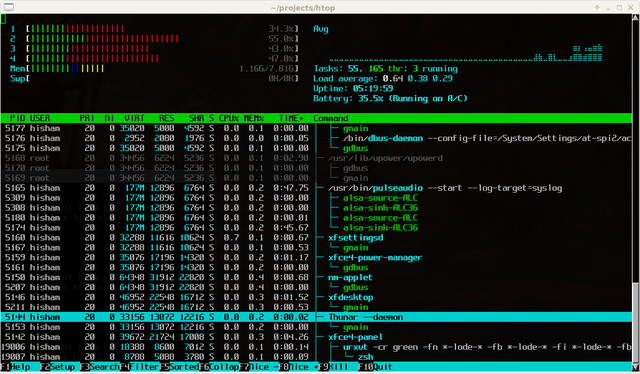 ~/projects/htop
1 [ 34.3%] Avg
2 [ 55.0%]
3 [ 43.0%]
4 [ 47.0%] Tasks: 55, 165 thr; 3 running
Mem[ 1.16G/7.81G] Load average: 0.64 0.38 0.29
Swp[ 0K/0K] Uptime: 05:19:59
Battery: 35.5% (Running on A/C)
PID USER PRI NI VIRT RES SHR S CPU% MEM% TIME+ Command
5177 hisham 20 0 35020 5000 4592 S 0.0 0.1 0:00.00 gmain
5176 hisham 20 0 2952 2080 1976 S 0.0 0.0 0:00.05 /bin/dbus-daemon --config-file=/System/Settings/at-spi2/ac
5175 hisham 20 0 35020 5000 4592 S 0.0 0.1 0:00.00 gdbus
5168 root 20 0 34456 6224 5236 S 0.0 0.1 0:02.90 /usr/lib/upower/upowerd
5170 root 20 0 34456 6224 5236 S 0.0 0.1 0:00.00 gdbus
5169 root 20 0 34456 6224 5236 S 0.0 0.1 0:00.00 gmain
5165 hisham 20 0 177M 12896 6764 S 0.0 0.2 0:47.75 /usr/bin/pulseaudio --start --log-target=syslog
5309 hisham 20 0 177M 12896 6764 S 0.0 0.2 0:00.00 alsa-source-ALC
5308 hisham 20 0 177M 12896 6764 S 0.0 0.2 0:00.00 alsa-sink-ALC36
5180 hisham 20 0 177M 12896 6764 S 0.0 0.2 0:00.01 alsa-source-ALC
5174 hisham 20 0 177M 12896 6764 S 0.0 0.2 0:45.67 alsa-sink-ALC36
5160 hisham 20 0 32288 11616 10624 S 0.7 0.1 0:00.67 xfsettingsd
5167 hisham 20 0 32288 11616 10624 S 0.0 0.1 0:00.53 gmain
5159 hisham 20 0 35076 17196 14320 S 0.0 0.2 0:01.17 xfce4-power-manager
5161 hisham 20 0 35076 17196 14320 S 0.0 0.2 0:00.00 gdbus
5150 hisham 20 0 64348 31912 22820 S 0.0 0.4 0:00.68 nm-applet
5207 hisham 20 0 64348 31912 22820 S 0.0 0.4 0:00.00 gdbus
5146 hisham 20 0 46952 22548 16712 S 0.0 0.3 0:01.52 xfdesktop
5211 hisham 20 0 46952 22548 16712 S 0.0 0.3 0:00.53 gmain
5144 hisham 20 0 33156 13072 12216 S 0.0 0.2 0:00.02 Thunar --daemon
5153 hisham 20 0 33156 13072 12216 S 0.0 0.2 0:00.00 gmain
5142 hisham 20 0 39672 21724 17088 S 0.0 0.3 0:04.26 xfce4-panel
19006 hisham 20 0 18388 8600 7012 S 0.0 0.1 0:00.14 urxvt -cr green -fn *-lode-* -fb *-lode-* -fi *-lode-* -fb
19007 hisham 20 0 8788 5080 3780 S 0.0 0.1 0:00.09 zsh
F1Help F2Setup F3Search F4Filter F5Sorted F6Collap F7Nice - F8Nice + F9Kill F10Quit